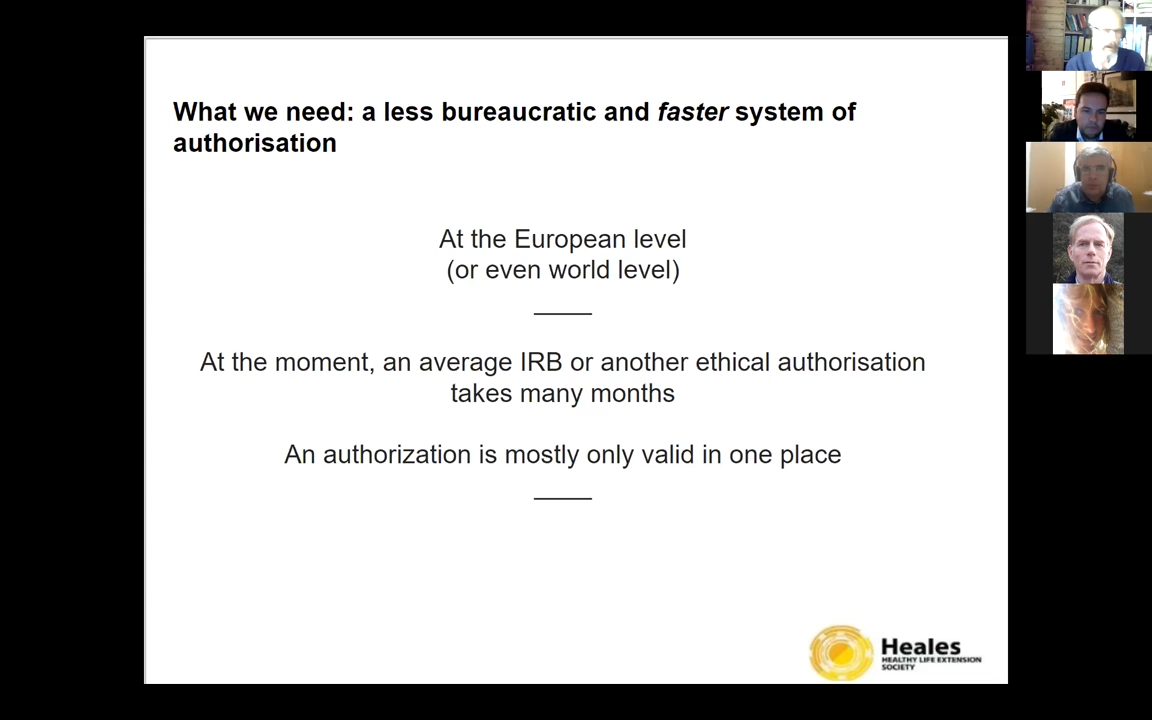 What we need: a less bureaucratic and faster system of
authorisation
At the European level
(or even world level)
At the moment, an average IRB or another ethical authorisation
takes many months
An authorization is mostly only valid in one place
Heales
HEALTHY LIFE EXTENSION
SOCIETY